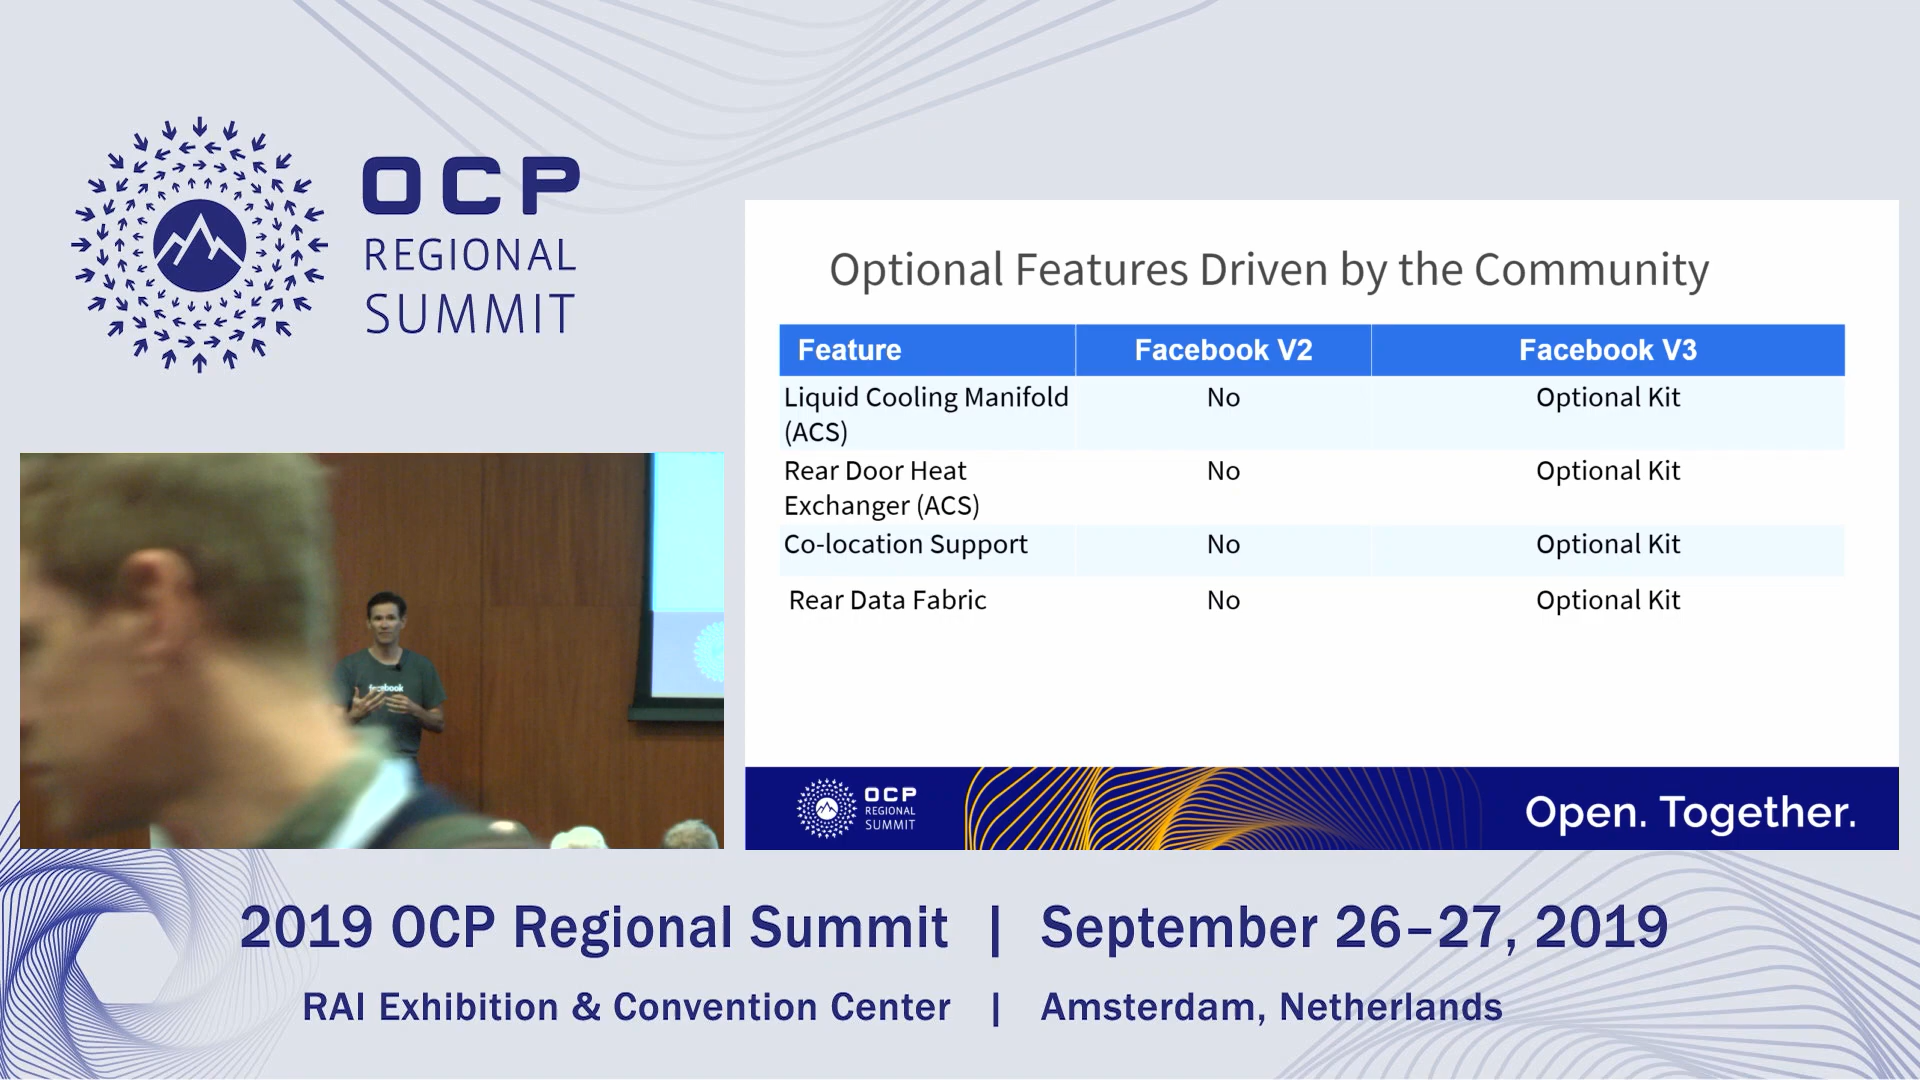 OCP
REGIONAL
SUMMIT
Optional Features Driven by the Community
Feature Facebook V2 Facebook V3
Liquid Cooling Manifold (ACS) No Optional Kit
Rear Door Heat Exchanger (ACS) No Optional Kit
Co-location Support No Optional Kit
Rear Data Fabric No Optional Kit
facebook
OCP
REGIONAL
SUMMIT
Open. Together.
2019 OCP Regional Summit | September 26–27, 2019
RAI Exhibition & Convention Center | Amsterdam, Netherlands